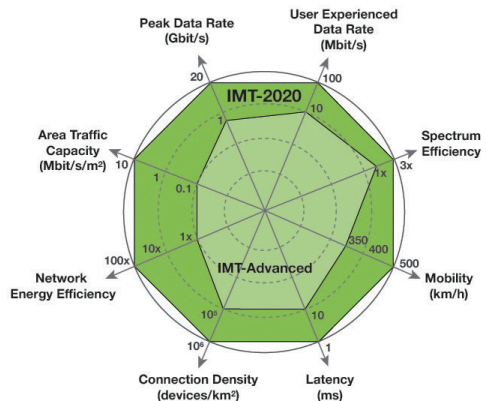 Peak Data Rate
(Gbit/s)
User Experienced
Data Rate
(Mbit/s)
20
100
IMT-2020
1
10
Area Traffic
Capacity
(Mbit/s/m²)
Spectrum
Efficiency
10
1
0.1
1x
3x
1x
10x
100x
350
400
500
Network
Energy Efficiency
Mobility
(km/h)
IMT-Advanced
10⁵
10
10⁶
1
Connection Density
(devices/km²)
Latency
(ms)